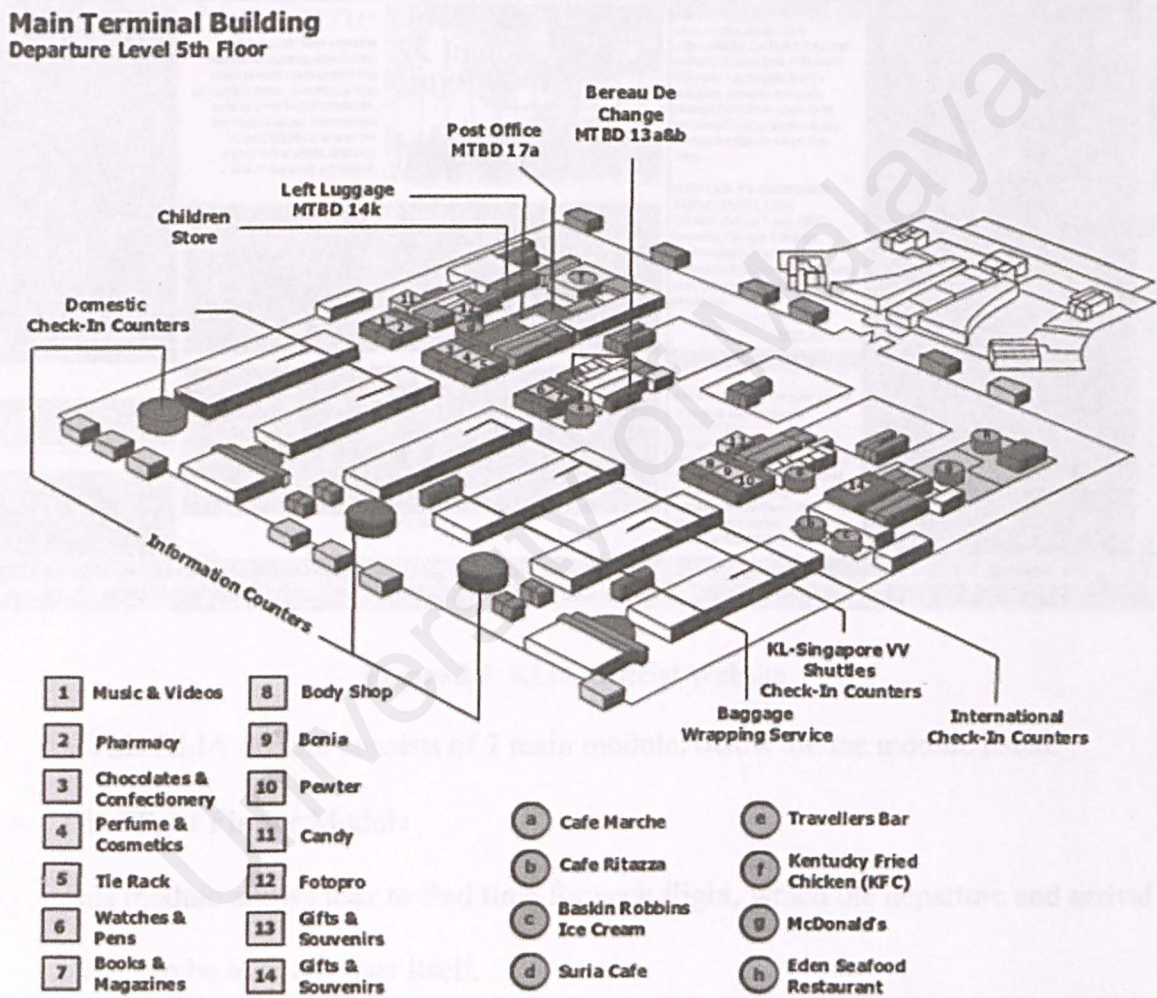 Main Terminal Building
Departure Level 5th Floor
Bereau De
Change
MTBD 13a&b
Post Office
MTBD 17a
Left Luggage
MTBD 14k
Children
Store
Domestic
Check-In Counters
Information Counters
KL-Singapore VV
Shuttles
Check-In Counters
Baggage
Wrapping Service
International
Check-In Counters
1 Music & Videos
2 Pharmacy
3 Chocolates &
Confectionery
4 Perfume &
Cosmetics
5 Tie Rack
6 Watches &
Pens
7 Books &
Magazines
8 Body Shop
9 Bonia
10 Pewter
11 Candy
12 Fotopro
13 Gifts &
Souvenirs
14 Gifts &
Souvenirs
a Cafe Marche
b Cafe Ritazza
c Baskin Robbins
Ice Cream
d Suria Cafe
e Travellers Bar
f Kentucky Fried
Chicken (KFC)
g McDonald's
h Eden Seafood
Restaurant
University of Malaya